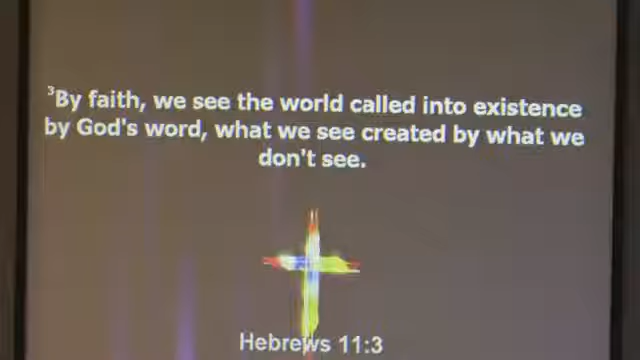 ³By faith, we see the world called into existence
by God's word, what we see created by what we
don't see.
Hebrews 11:3